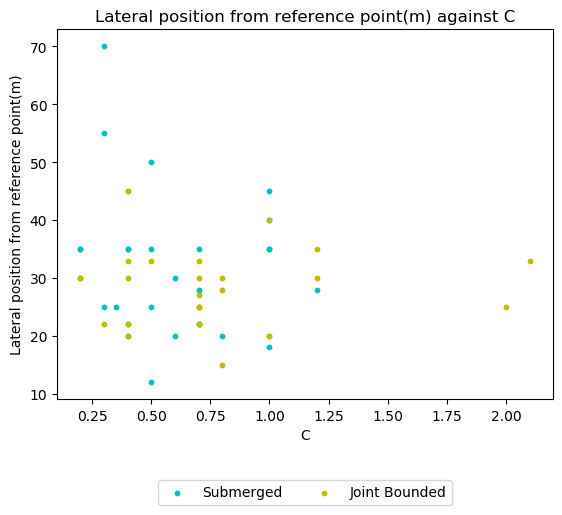 Lateral position from reference point(m) against C
Lateral position from reference point(m)
70
60
50
40
30
20
10
0.25 0.50 0.75 1.00 1.25 1.50 1.75 2.00
C
Submerged Joint Bounded